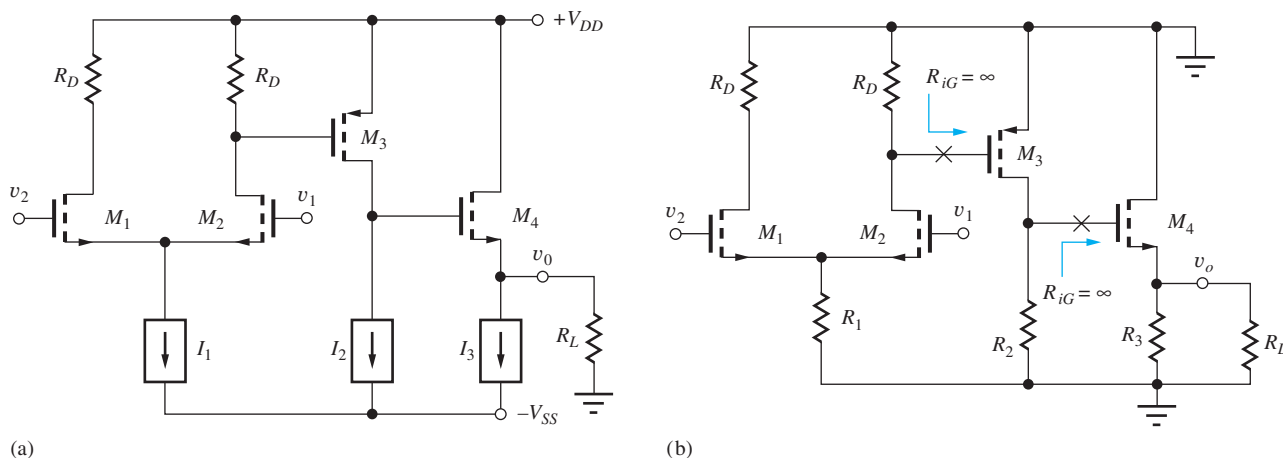 +V_DD
R_D
R_D
M_3
v_2
M_1
M_2
v_1
M_4
v_0
I_1
I_2
I_3
R_L
−V_SS
(a)
R_D
R_D
R_iG = ∞
M_3
v_2
M_1
M_2
v_1
M_4
R_iG = ∞
v_o
R_1
R_2
R_3
R_L
(b)